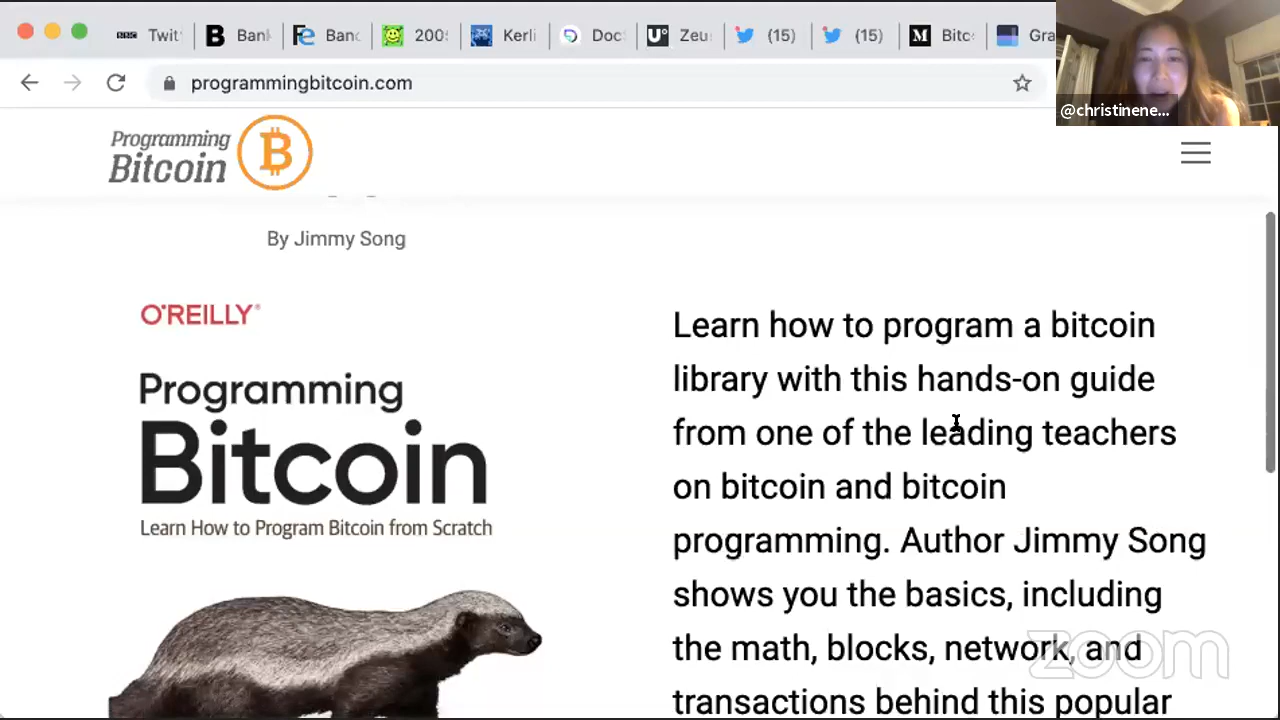 BBC Twit
B Bank
Fe Banc
200
Kerli
Doc
U° Zeu
(15)
(15)
M Bitc
Gra
programmingbitcoin.com
@christinene...
Programming
Bitcoin
By Jimmy Song
O'REILLY®
Programming
Bitcoin
Learn How to Program Bitcoin from Scratch
Learn how to program a bitcoin
library with this hands-on guide
from one of the leading teachers
on bitcoin and bitcoin
programming. Author Jimmy Song
shows you the basics, including
the math, blocks, network, and
transactions behind this popular
zoom